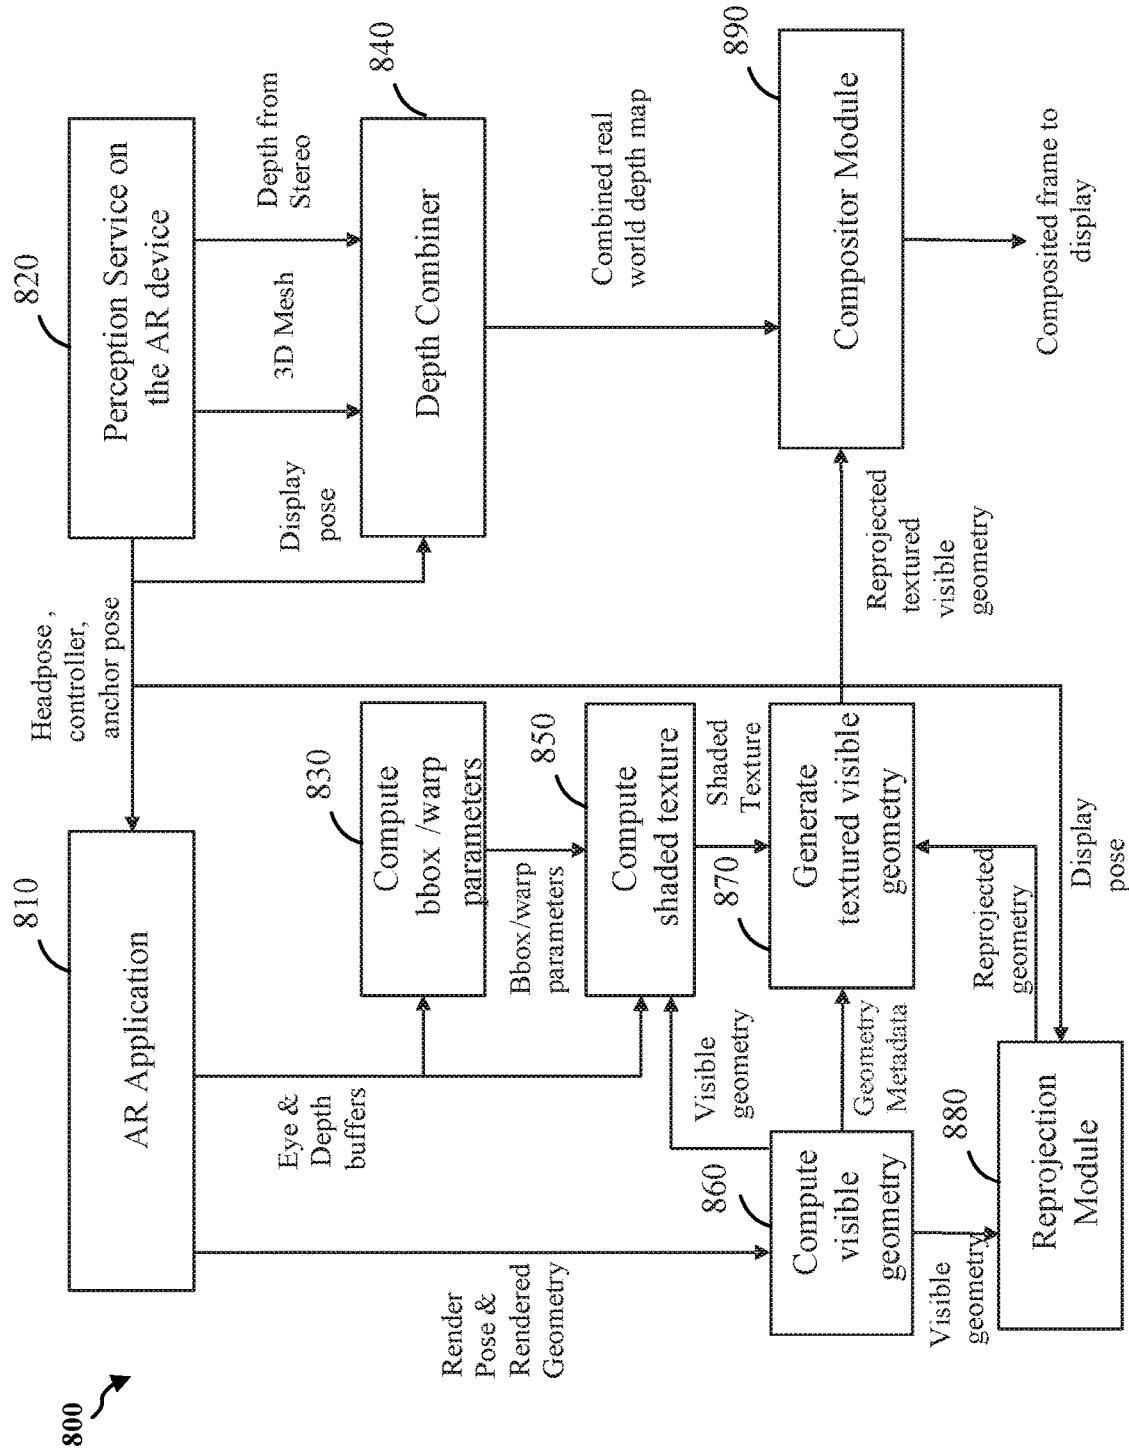 800
810
AR Application
Headpose ,
controller,
anchor pose
820
Perception Service on
the AR device
Eye &
Depth
buffers
Display
pose
3D Mesh
Depth from
Stereo
830
Compute
bbox /warp
parameters
840
Depth Combiner
Render
Pose &
Rendered
Geometry
Bbox/warp
parameters
850
Compute
shaded texture
Combined real
world depth map
Visible
geometry
Shaded
Texture
860
Compute
visible
geometry
Geometry
Metadata
870
Generate
textured visible
geometry
Reprojected
textured
visible
geometry
890
Compositor Module
Visible
geometry
880
Reprojection
Module
Reprojected
geometry
Display
pose
Composited frame to
display